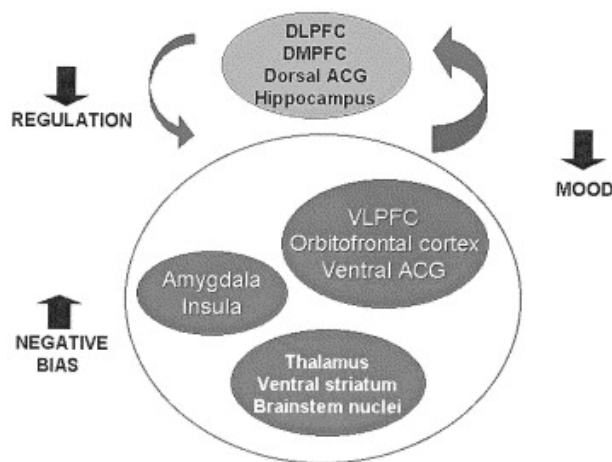 DLPFC
DMPFC
Dorsal ACG
Hippocampus
REGULATION
MOOD
VLPFC
Orbitofrontal cortex
Ventral ACG
Amygdala
Insula
NEGATIVE
BIAS
Thalamus
Ventral striatum
Brainstem nuclei